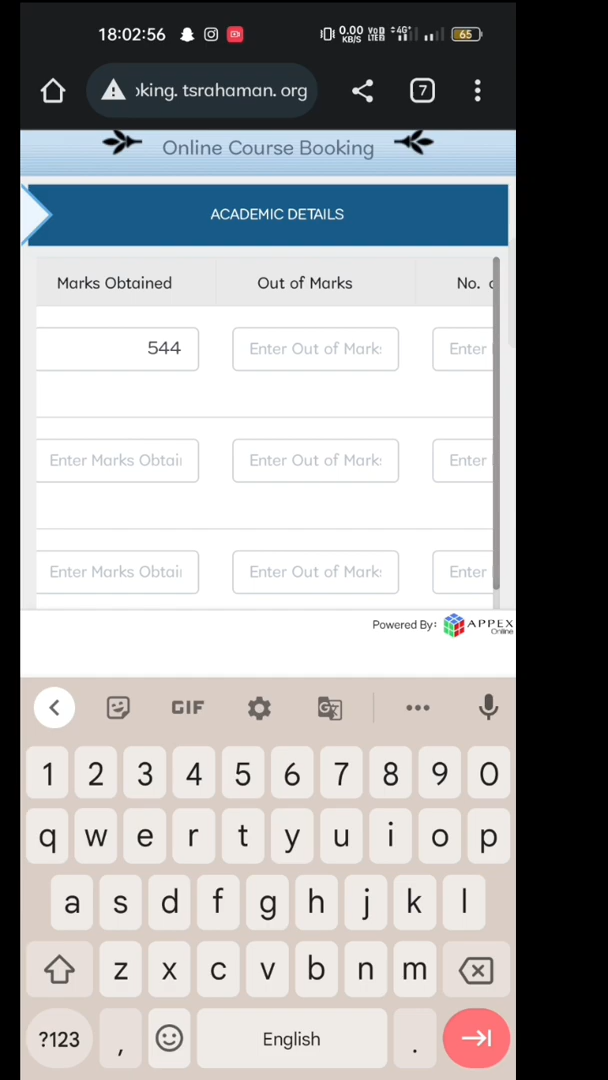 18:02:56 0.00 KB/S VoB LTE 4G+ 65
oking. tsrahaman. org 7
Online Course Booking
ACADEMIC DETAILS
Marks Obtained Out of Marks No.
544 Enter Out of Mark Enter
Enter Marks Obtai Enter Out of Mark Enter
Enter Marks Obtai Enter Out of Mark Enter
Powered By: APPEX Online
GIF
1 2 3 4 5 6 7 8 9 0
q w e r t y u i o p
a s d f g h j k l
z x c v b n m
?123 , English .